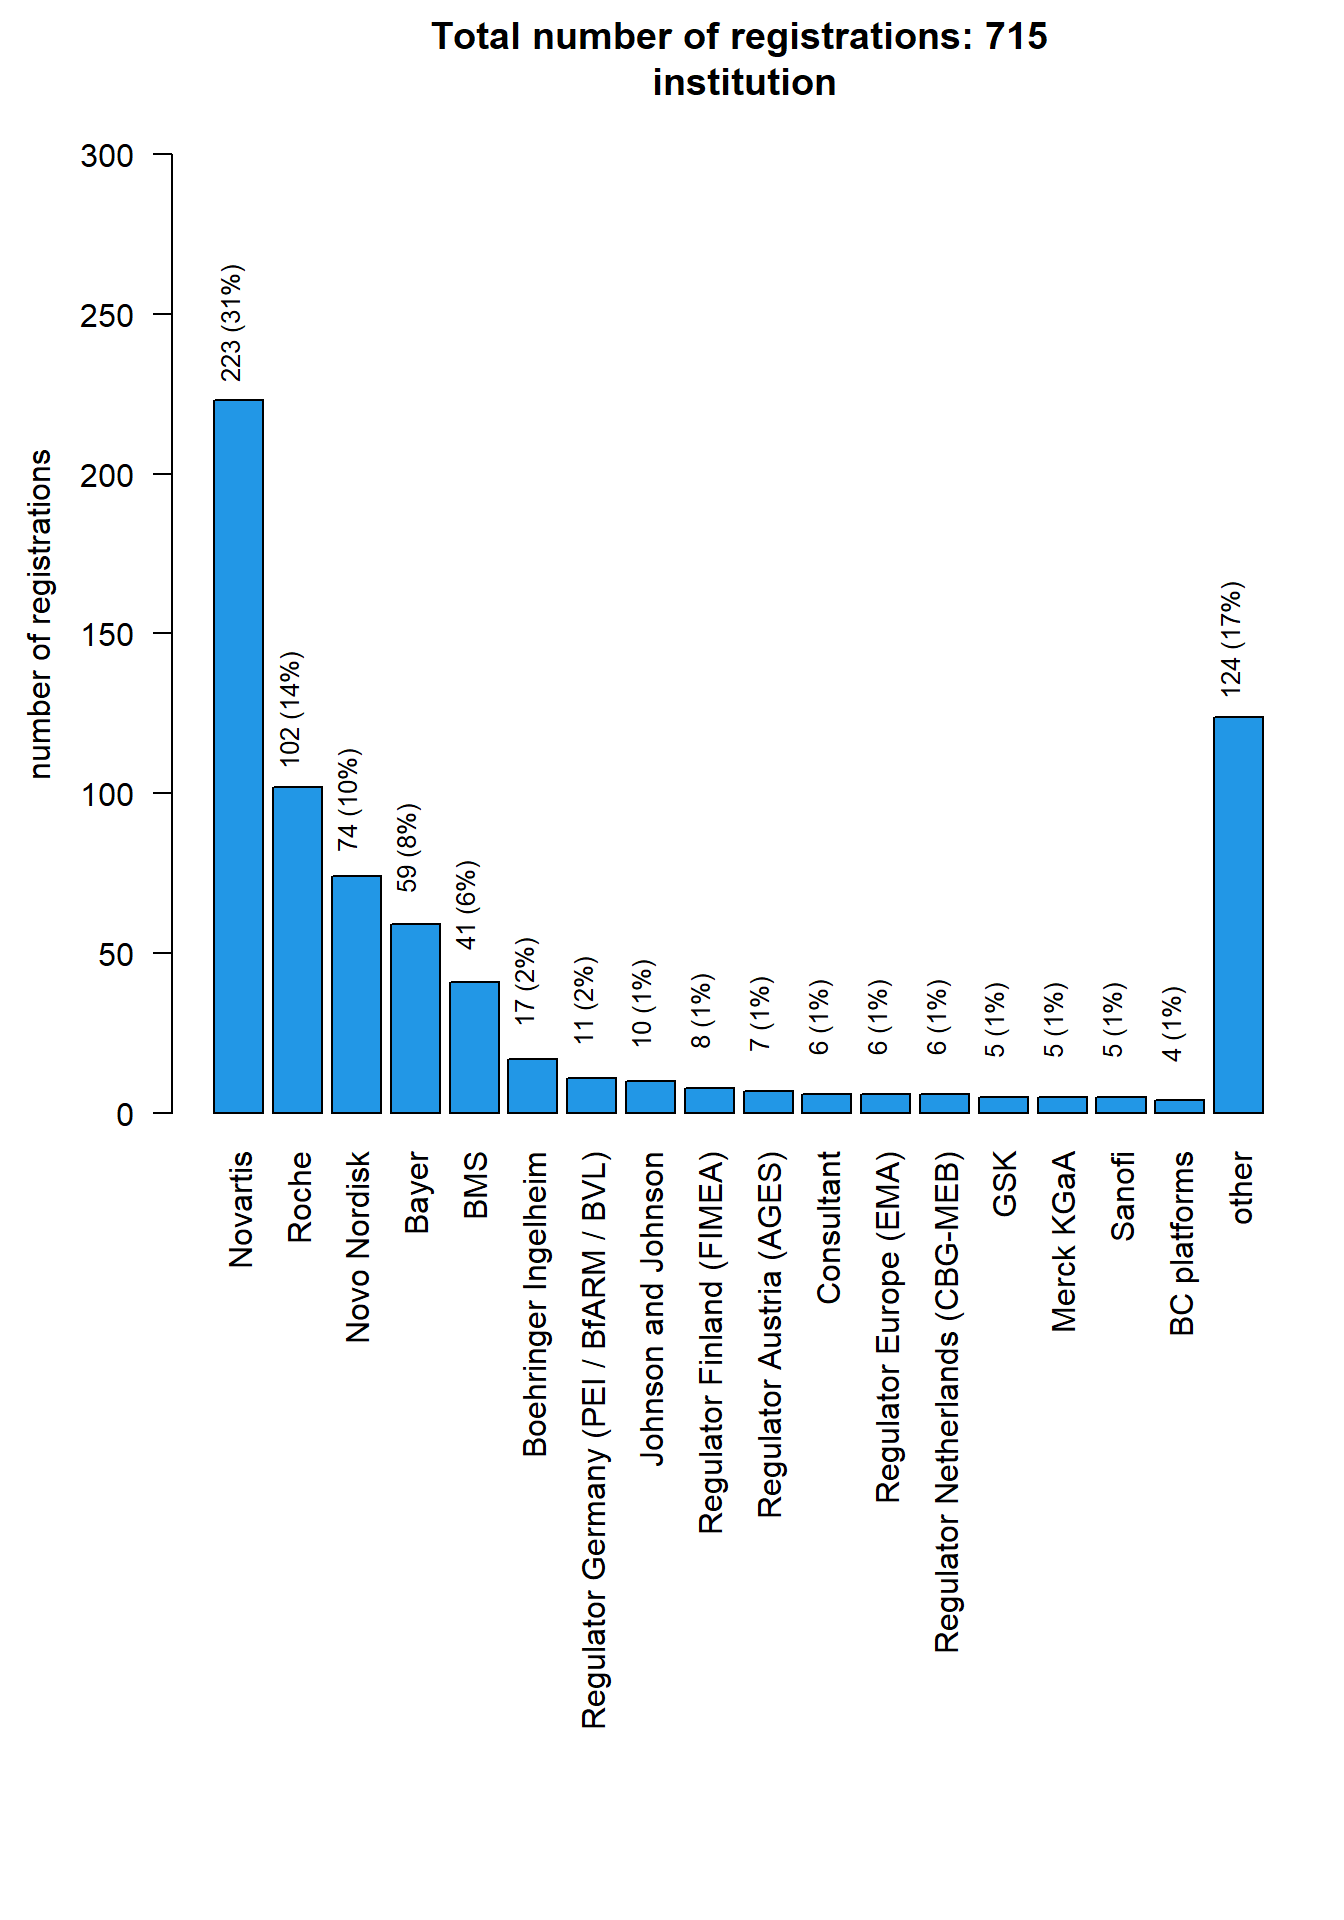 Total number of registrations: 715
institution
number of registrations
300
250
200
150
100
50
0
223 (31%)
102 (14%)
74 (10%)
59 (8%)
41 (6%)
17 (2%)
11 (2%)
10 (1%)
8 (1%)
7 (1%)
6 (1%)
6 (1%)
6 (1%)
5 (1%)
5 (1%)
5 (1%)
4 (1%)
124 (17%)
Novartis
Roche
Novo Nordisk
Bayer
BMS
Boehringer Ingelheim
Regulator Germany (PEI / BfARM / BVL)
Johnson and Johnson
Regulator Finland (FIMEA)
Regulator Austria (AGES)
Consultant
Regulator Europe (EMA)
Regulator Netherlands (CBG-MEB)
GSK
Merck KGaA
Sanofi
BC platforms
other